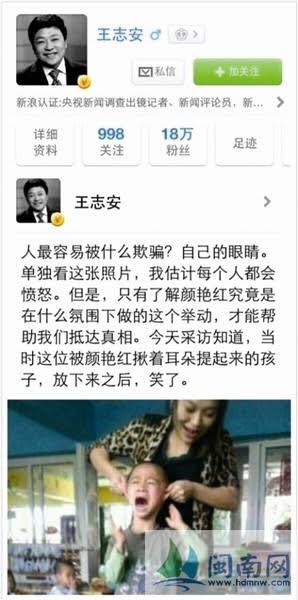 王志安
私信
+ 加关注
新浪认证:央视新闻调查出镜记者、新闻评论员，新...
详细
资料
998
关注
18万
粉丝
足迹
王志安
人最容易被什么欺骗？自己的眼睛。
单独看这张照片，我估计每个人都会
愤怒。但是，只有了解颜艳红究竟是
在什么氛围下做的这个举动，才能帮
助我们抵达真相。今天采访知道，当
时这位被颜艳红揪着耳朵提起来的孩
子，放下来之后，笑了。
闽南网
www.hdmnw.com